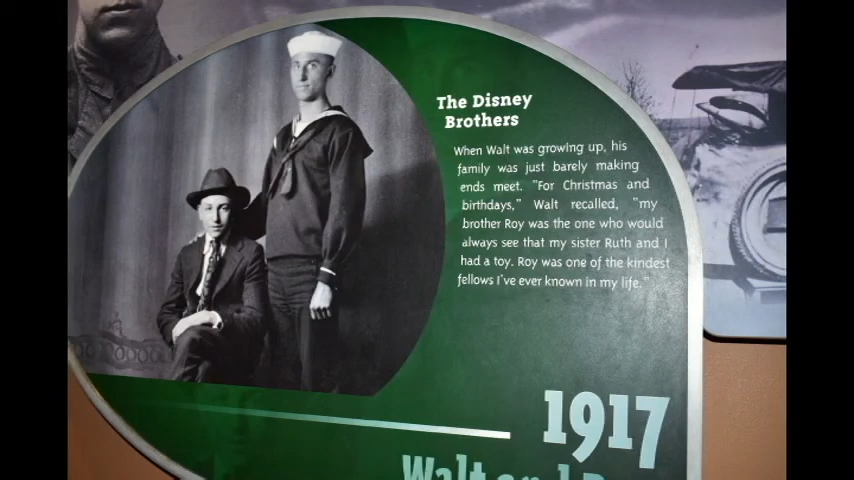 The Disney
Brothers
When Walt was growing up, his
family was just barely making
ends meet. "For Christmas and
birthdays," Walt recalled, "my
brother Roy was the one who would
always see that my sister Ruth and I
had a toy. Roy was one of the kindest
fellows I've ever known in my life."
1917
Walt and